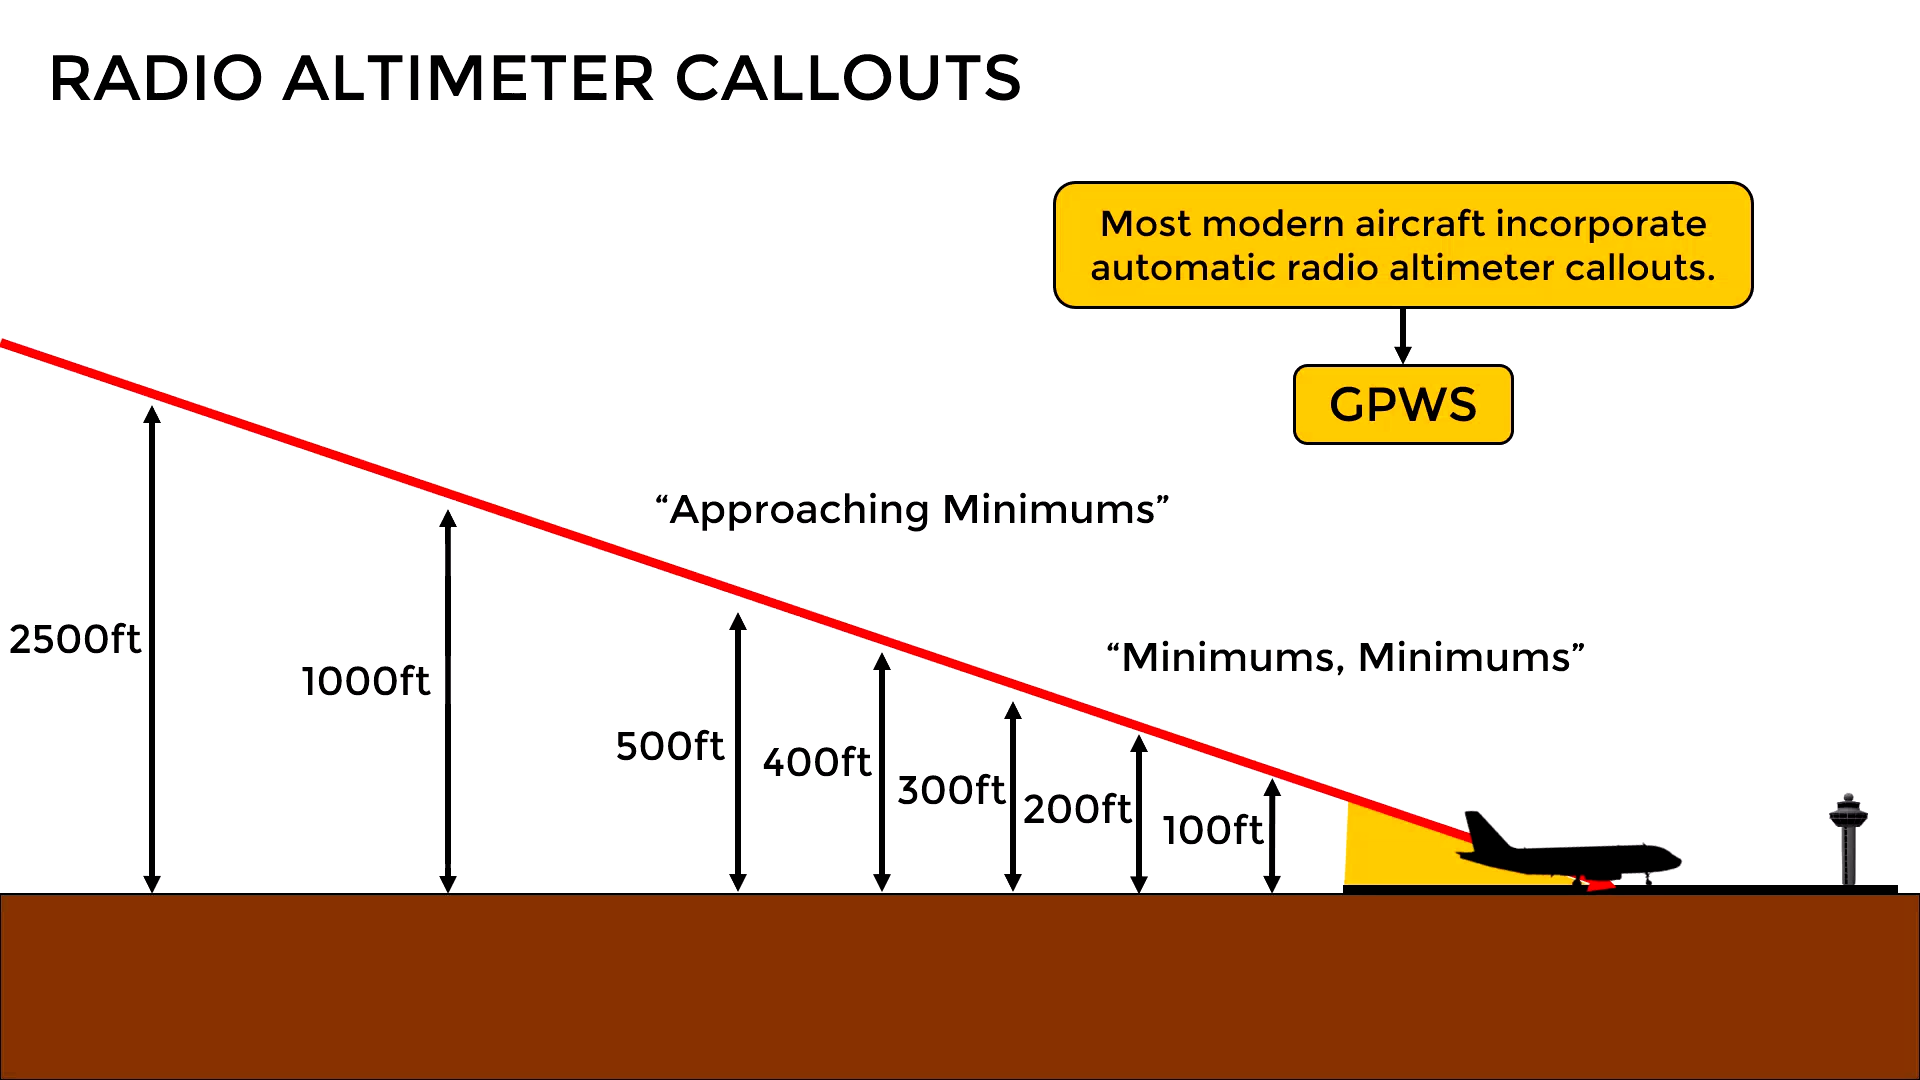 RADIO ALTIMETER CALLOUTS
Most modern aircraft incorporate
automatic radio altimeter callouts.
GPWS
“Approaching Minimums”
“Minimums, Minimums”
2500ft
1000ft
500ft
400ft
300ft
200ft
100ft